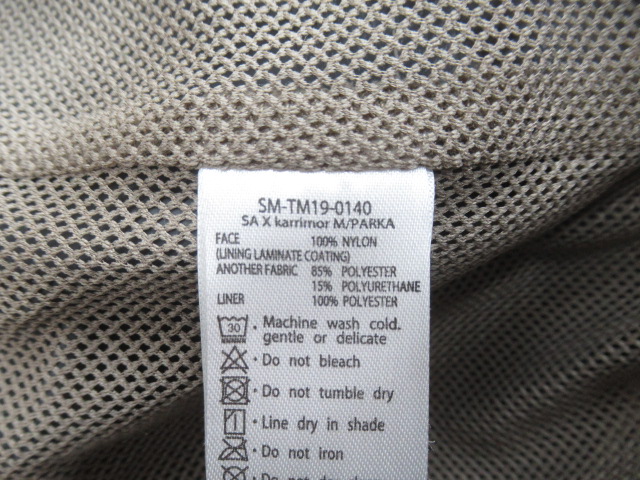 SM-TM19-0140
SA X karrimor M/PARKA
FACE 100% NYLON
(LINING LAMINATE COATING)
ANOTHER FABRIC 85% POLYESTER
15% POLYURETHANE
LINER 100% POLYESTER
30 · Machine wash cold.
gentle or delicate
· Do not bleach
· Do not tumble dry
· Line dry in shade
· Do not iron
· Do not